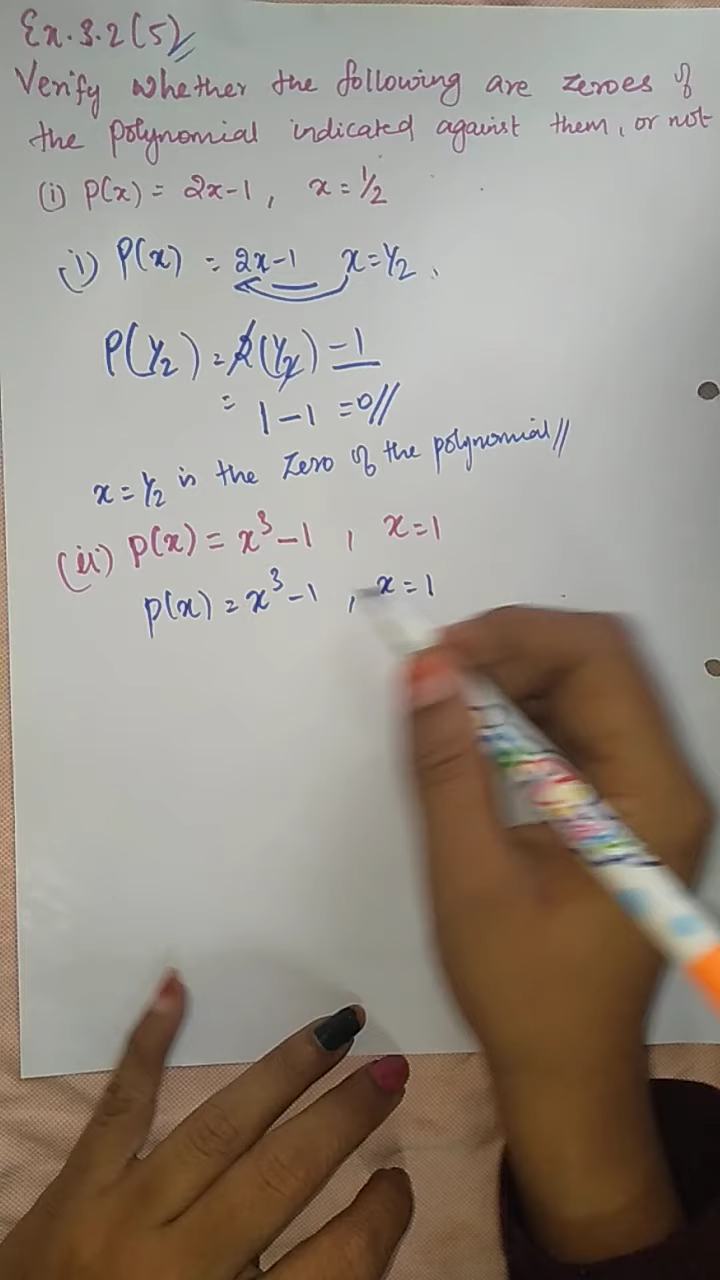 Ex.3.2(5)
Verify whether the following are zeroes of
the polynomial indicated against them, or not
(i) P(x) = 2x-1, x = 1/2
i) P(x) = 2x-1 x=1/2.
P(1/2) = 2(1/2) -1
= 1-1 =0//
x=1/2 is the zero of the polynomial//
(ii) P(x) = x³-1, x=1
p(x) = x³-1, x=1